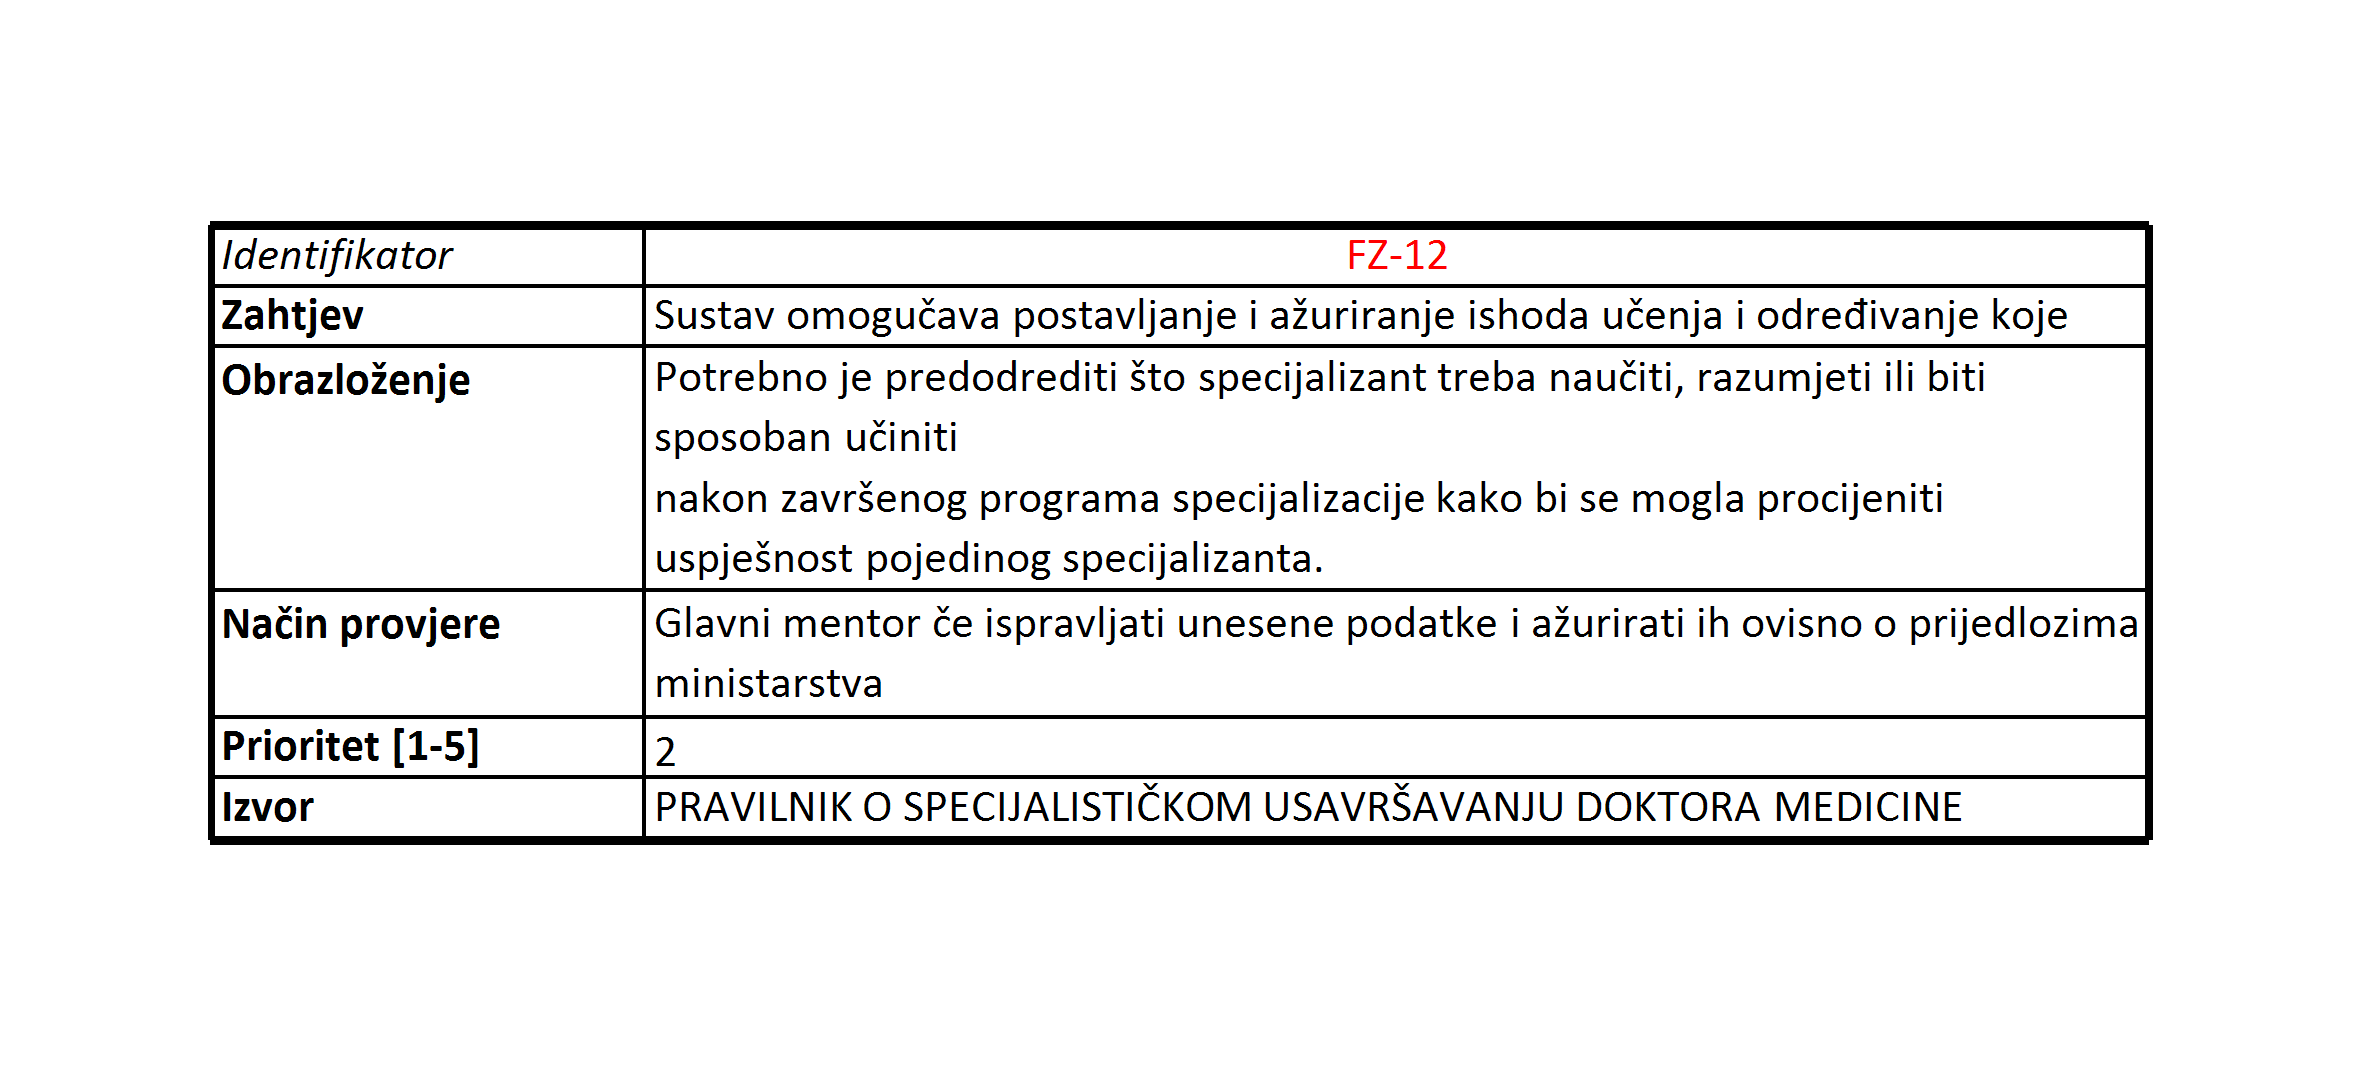 Identifikator FZ-12
Zahtjev Sustav omogučava postavljanje i ažuriranje ishoda učenja i određivanje koje
Obrazloženje Potrebno je predodrediti što specijalizant treba naučiti, razumjeti ili biti
sposoban učiniti
nakon završenog programa specijalizacije kako bi se mogla procijeniti
uspješnost pojedinog specijalizanta.
Način provjere Glavni mentor če ispravljati unesene podatke i ažurirati ih ovisno o prijedlozima
ministarstva
Prioritet [1-5] 2
Izvor PRAVILNIK O SPECIJALISTIČKOM USAVRŠAVANJU DOKTORA MEDICINE